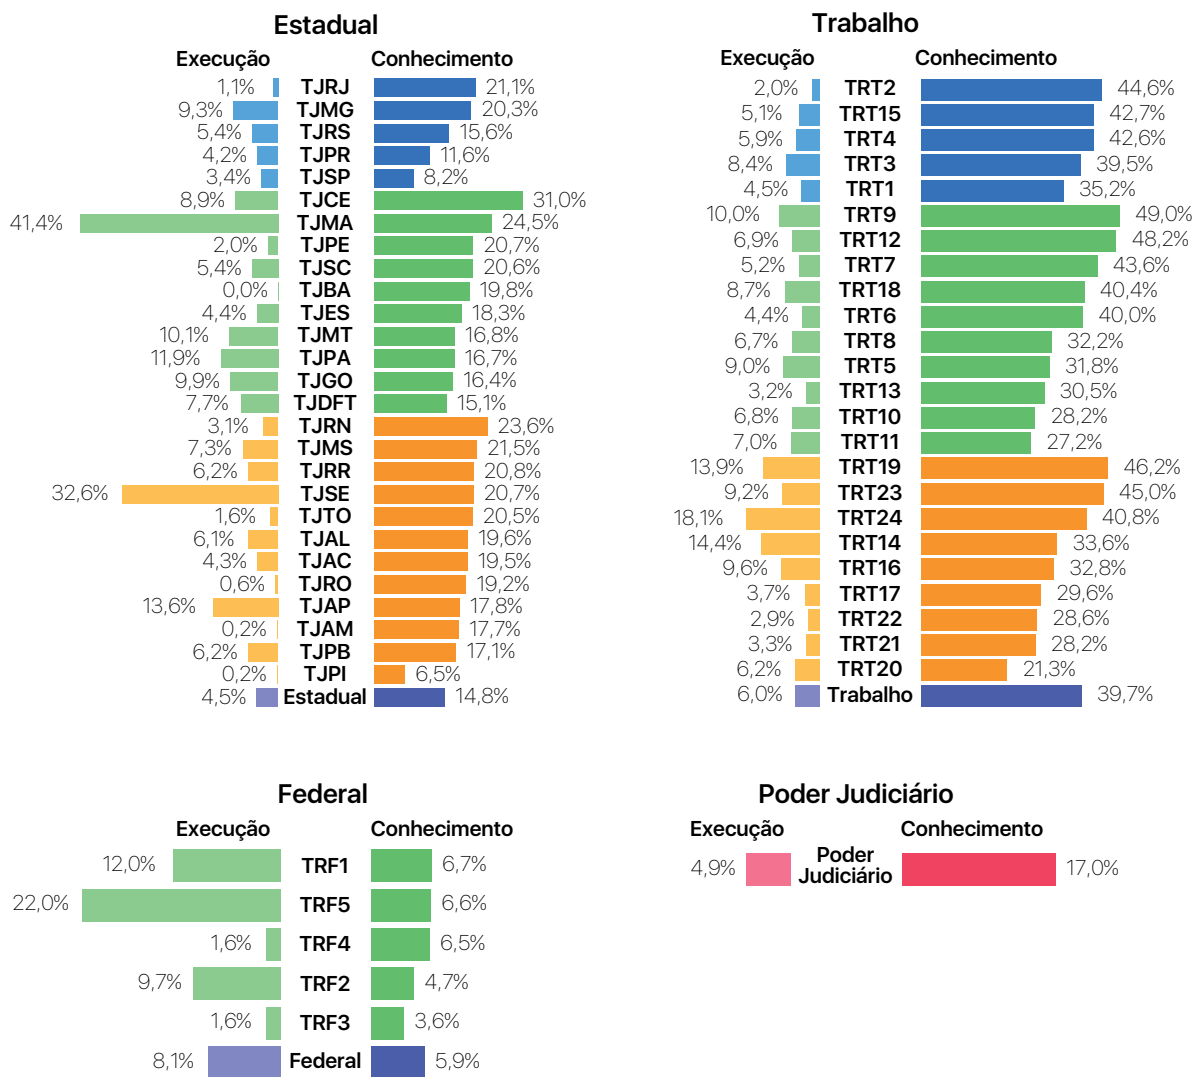 Estadual
Execução Conhecimento
1,1% TJRJ 21,1%
9,3% TJMG 20,3%
5,4% TJRS 15,6%
4,2% TJPR 11,6%
3,4% TJSP 8,2%
8,9% TJCE 31,0%
41,4% TJMA 24,5%
2,0% TJPE 20,7%
5,4% TJSC 20,6%
0,0% TJBA 19,8%
4,4% TJES 18,3%
10,1% TJMT 16,8%
11,9% TJPA 16,7%
9,9% TJGO 16,4%
7,7% TJDFT 15,1%
3,1% TJRN 23,6%
7,3% TJMS 21,5%
6,2% TJRR 20,8%
32,6% TJSE 20,7%
1,6% TJTO 20,5%
6,1% TJAL 19,6%
4,3% TJAC 19,5%
0,6% TJRO 19,2%
13,6% TJAP 17,8%
0,2% TJAM 17,7%
6,2% TJPB 17,1%
0,2% TJPI 6,5%
4,5% Estadual 14,8%
Trabalho
Execução Conhecimento
2,0% TRT2 44,6%
5,1% TRT15 42,7%
5,9% TRT4 42,6%
8,4% TRT3 39,5%
4,5% TRT1 35,2%
10,0% TRT9 49,0%
6,9% TRT12 48,2%
5,2% TRT7 43,6%
8,7% TRT18 40,4%
4,4% TRT6 40,0%
6,7% TRT8 32,2%
9,0% TRT5 31,8%
3,2% TRT13 30,5%
6,8% TRT10 28,2%
7,0% TRT11 27,2%
13,9% TRT19 46,2%
9,2% TRT23 45,0%
18,1% TRT24 40,8%
14,4% TRT14 33,6%
9,6% TRT16 32,8%
3,7% TRT17 29,6%
2,9% TRT22 28,6%
3,3% TRT21 28,2%
6,2% TRT20 21,3%
6,0% Trabalho 39,7%
Federal
Execução Conhecimento
12,0% TRF1 6,7%
22,0% TRF5 6,6%
1,6% TRF4 6,5%
9,7% TRF2 4,7%
1,6% TRF3 3,6%
8,1% Federal 5,9%
Poder Judiciário
Execução Conhecimento
Poder
4,9% Judiciário 17,0%